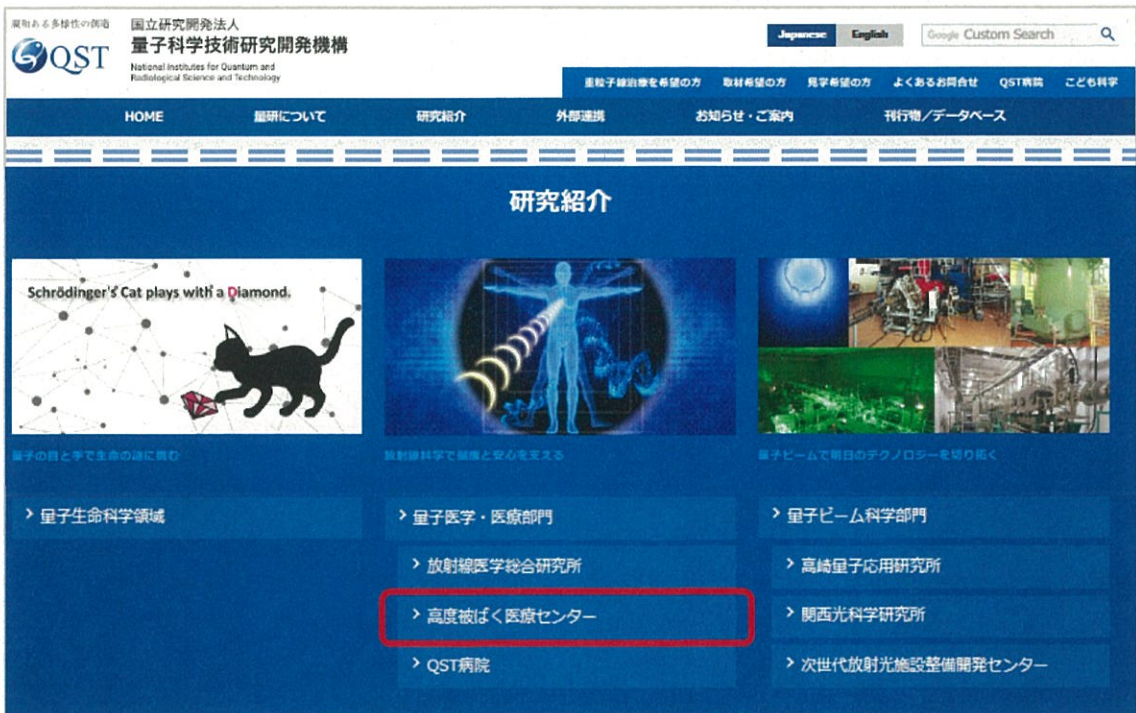 調和ある多様性の創造
国立研究開発法人
QST
量子科学技術研究開発機構
National Institutes for Quantum and
Radiological Science and Technology
Japanese English Google Custom Search
重粒子線治療を希望の方 取材希望の方 見学希望の方 よくあるお問合せ QST病院 こども科学
HOME 量研について 研究紹介 外部連携 お知らせ・ご案内 刊行物/データベース
研究紹介
Schrödinger's Cat plays with a Diamond.
量子の目と手で生命の謎に挑む
放射線科学で健康と安心を支える
量子ビームで明日のテクノロジーを切り拓く
> 量子生命科学領域
> 量子医学・医療部門
> 放射線医学総合研究所
> 高度被ばく医療センター
> QST病院
> 量子ビーム科学部門
> 高崎量子応用研究所
> 関西光科学研究所
> 次世代放射光施設整備開発センター